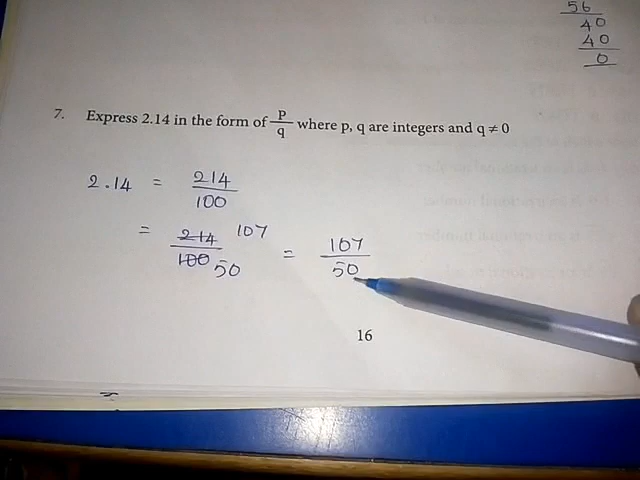 56
40
40
0
7. Express 2.14 in the form of p/q where p, q are integers and q ≠ 0
2.14 = 214/100
= 214/100 107 50 = 107/50
16